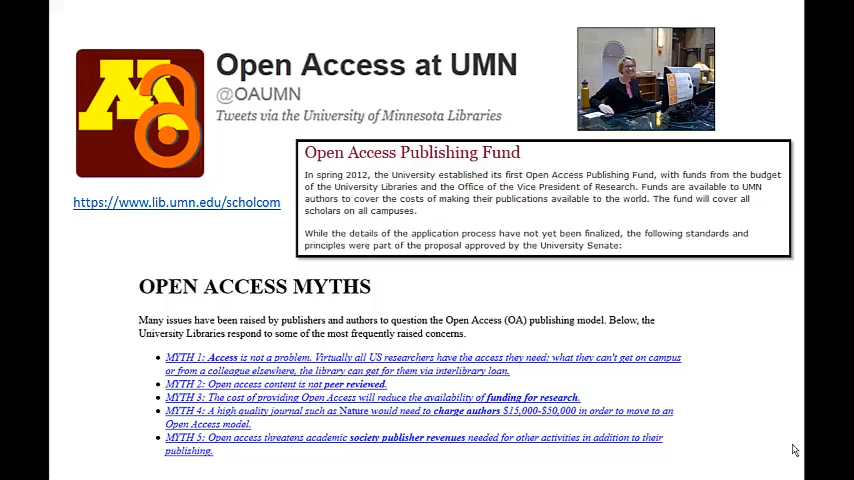 Open Access at UMN
@OAUMN
Tweets via the University of Minnesota Libraries
https://www.lib.umn.edu/scholcom
Open Access Publishing Fund
In spring 2012, the University established its first Open Access Publishing Fund, with funds from the budget
of the University Libraries and the Office of the Vice President of Research. Funds are available to UMN
authors to cover the costs of making their publications available to the world. The fund will cover all
scholars on all campuses.
While the details of the application process have not yet been finalized, the following standards and
principles were part of the proposal approved by the University Senate:
OPEN ACCESS MYTHS
Many issues have been raised by publishers and authors to question the Open Access (OA) publishing model. Below, the
University Libraries respond to some of the most frequently raised concerns.
• MYTH 1: Access is not a problem. Virtually all US researchers have the access they need; what they can't get on campus
or from a colleague elsewhere, the library can get for them via interlibrary loan.
• MYTH 2: Open access content is not peer reviewed.
• MYTH 3: The cost of providing Open Access will reduce the availability of funding for research.
• MYTH 4: A high quality journal such as Nature would need to charge authors $15,000-$50,000 in order to move to an
Open Access model.
• MYTH 5: Open access threatens academic society publisher revenues needed for other activities in addition to their
publishing.